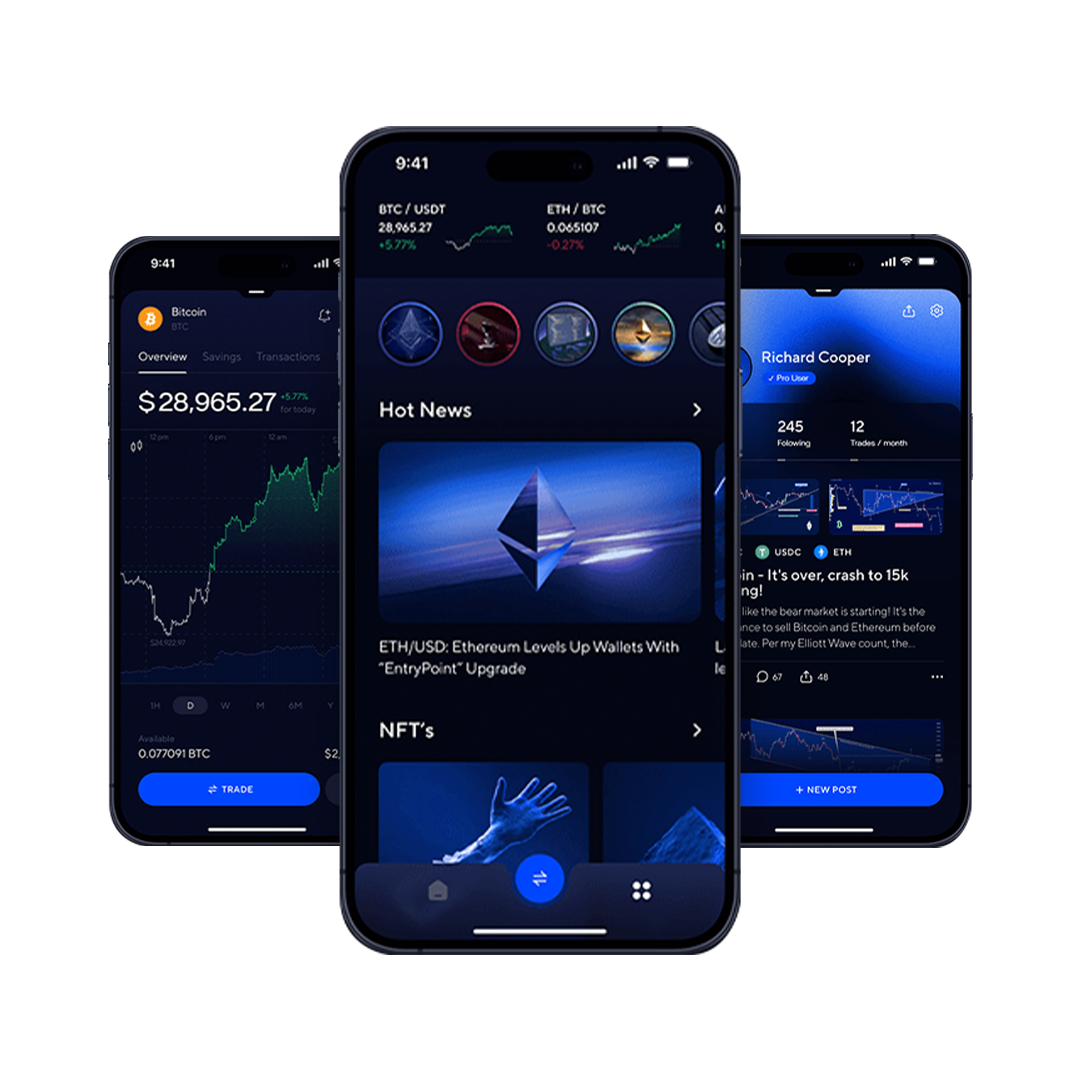 9:41
Bitcoin
BTC
Overview Savings Transactions
$28,965.27
+5.77%
for today
12 pm 6 pm 12 am
$24,922.97
1H D W M 6M Y
Available
0.077091 BTC $2,
TRADE
9:41
BTC / USDT
28,965.27
+5.77%
ETH / BTC
0.065107
-0.27%
Hot News
ETH/USD: Ethereum Levels Up Wallets With
“EntryPoint” Upgrade
NFT’s
Richard Cooper
✓ Pro User
245 12
Folowing Trades / month
USDC ETH
in - It's over, crash to 15k
ng!
like the bear market is starting! It's the
nce to sell Bitcoin and Ethereum before
late. Per my Elliott Wave count, the...
67 48
+ NEW POST